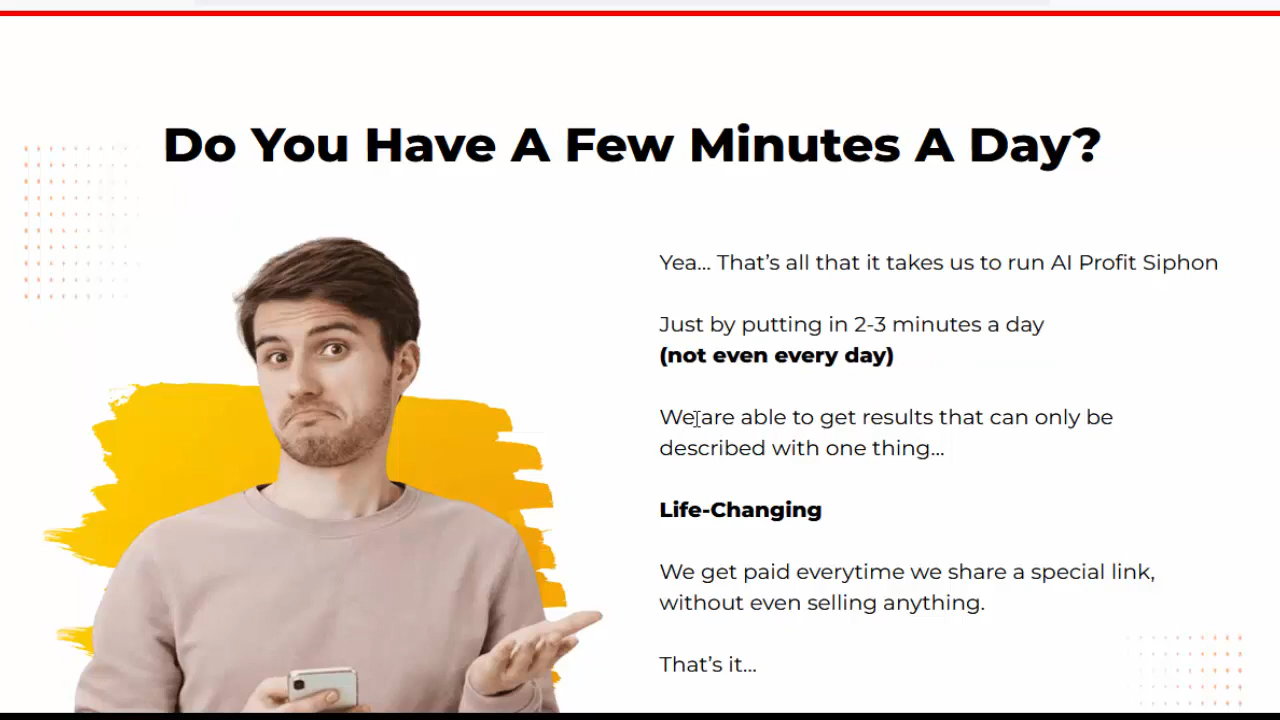 Do You Have A Few Minutes A Day?
Yea... That's all that it takes us to run AI Profit Siphon
Just by putting in 2-3 minutes a day
(not even every day)
We are able to get results that can only be
described with one thing...
Life-Changing
We get paid everytime we share a special link,
without even selling anything.
That's it...